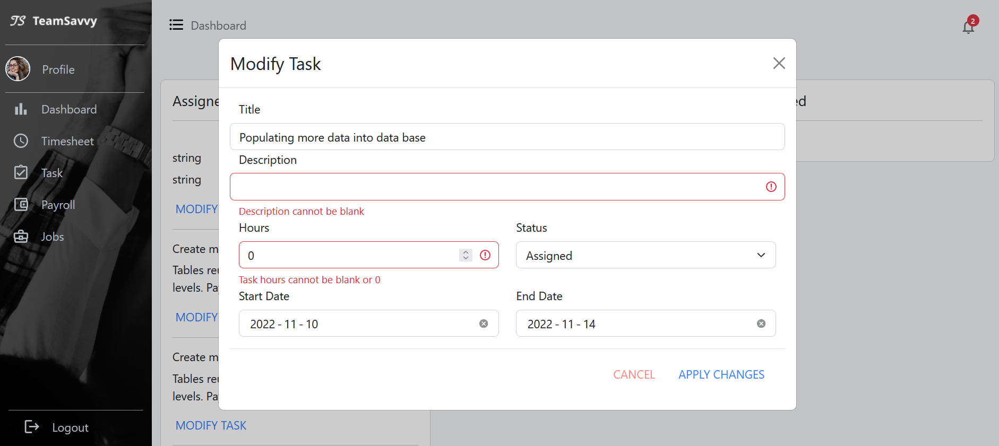 TS TeamSavvy
Profile
Dashboard
Timesheet
Task
Payroll
Jobs
Logout
Dashboard
2
Assigne
string
string
MODIFY
Create m
Tables reu
levels. Pa
MODIFY
Create m
Tables reu
levels. Pa
MODIFY TASK
ed
Modify Task
Title
Populating more data into data base
Description
Description cannot be blank
Hours
Status
0
Assigned
Task hours cannot be blank or 0
Start Date
End Date
2022 - 11 - 10
2022 - 11 - 14
CANCEL
APPLY CHANGES